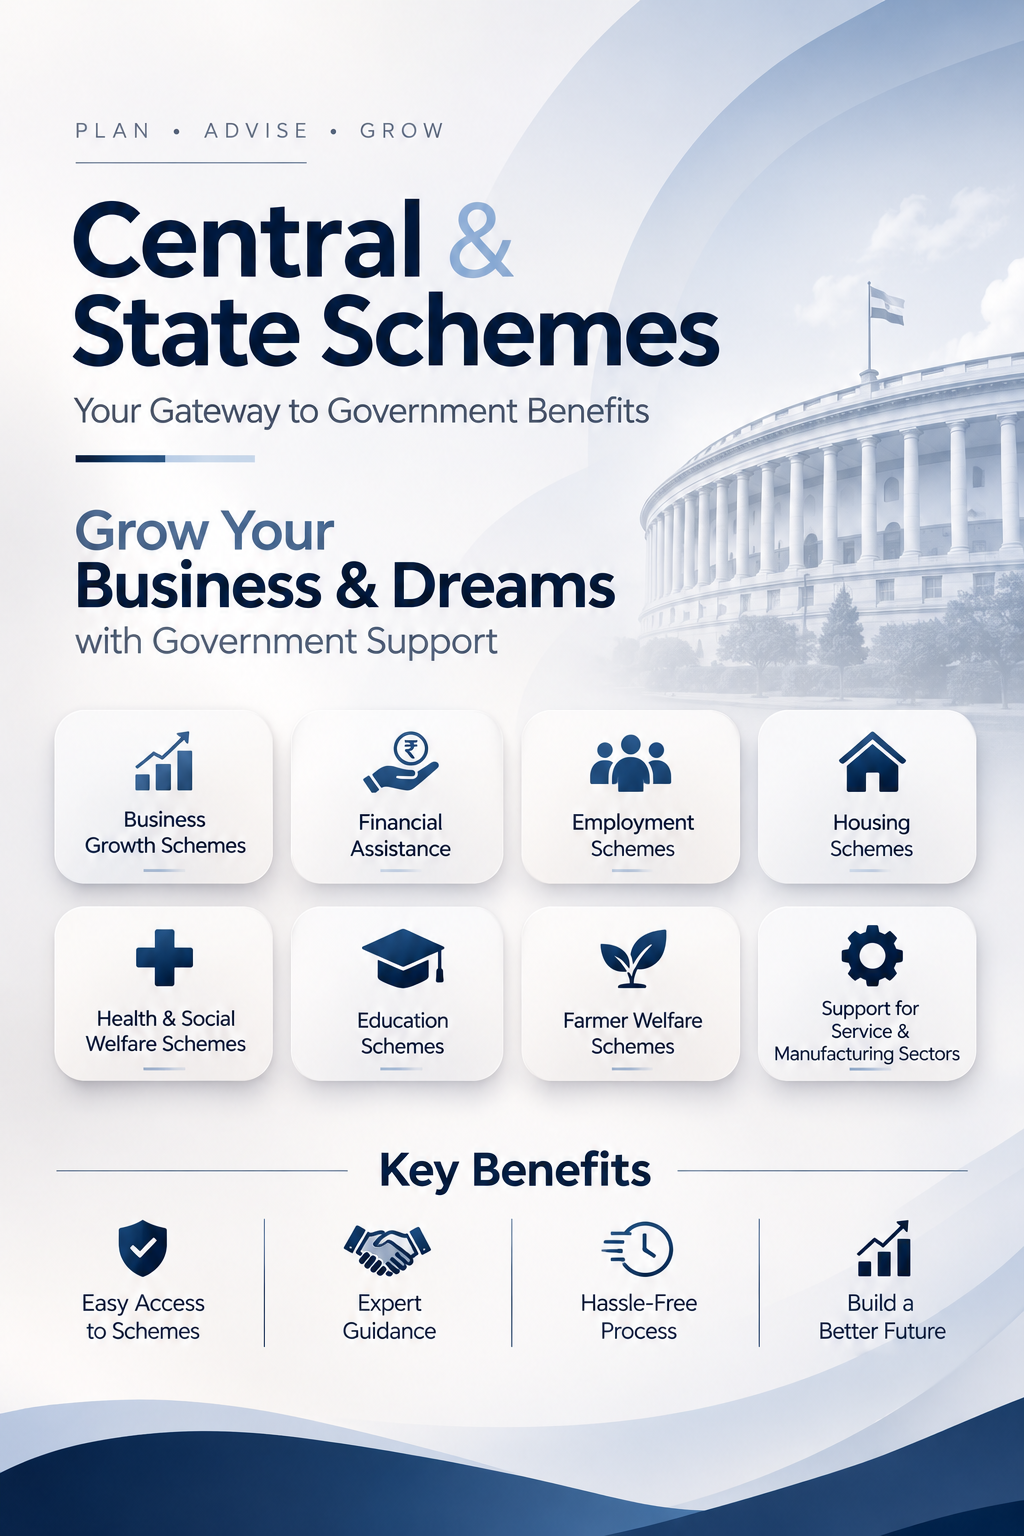 PLAN • ADVISE • GROW
Central &
State Schemes
Your Gateway to Government Benefits
Grow Your
Business & Dreams
with Government Support
Business
Growth Schemes
₹
Financial
Assistance
Employment
Schemes
Housing
Schemes
Health & Social
Welfare Schemes
Education
Schemes
Farmer Welfare
Schemes
Support for
Service &
Manufacturing Sectors
Key Benefits
Easy Access
to Schemes
Expert
Guidance
Hassle-Free
Process
Build a
Better Future